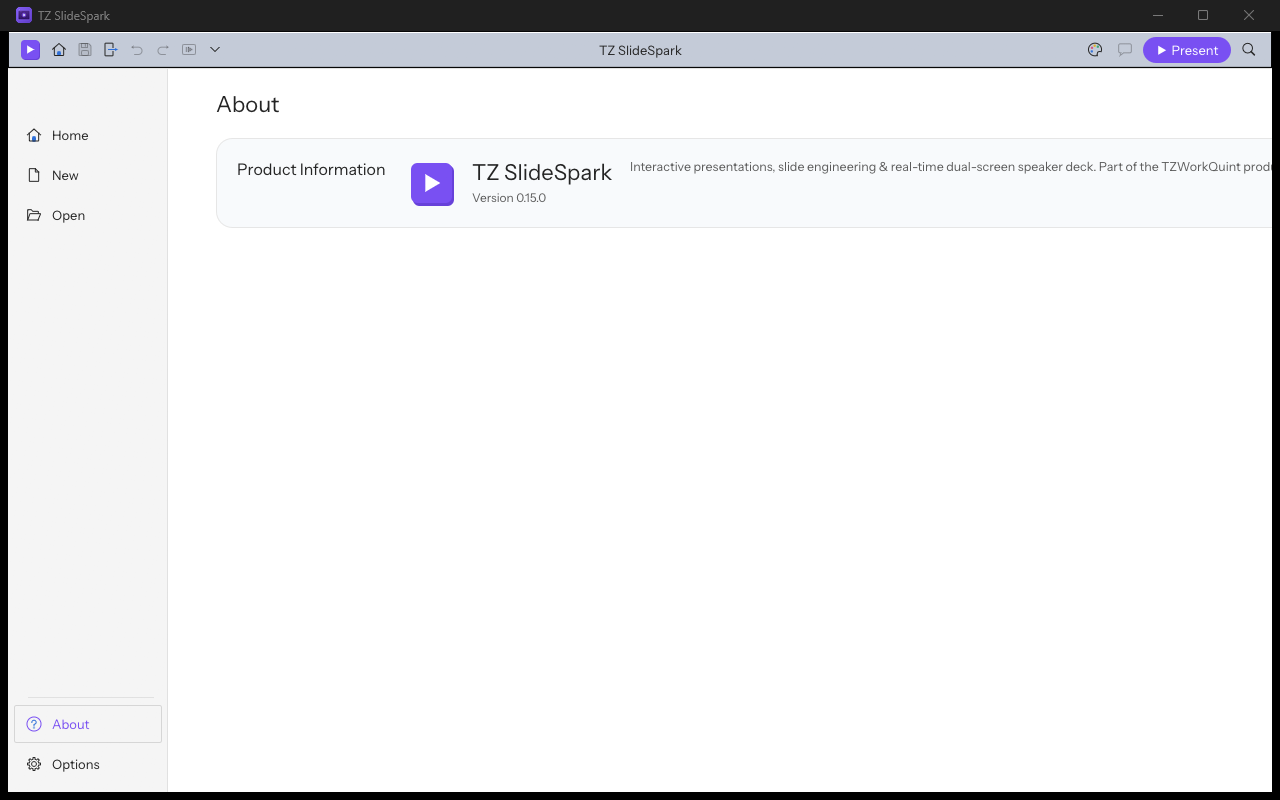 TZ SlideSpark
TZ SlideSpark
Present
About
Home
New
Open
Product Information
TZ SlideSpark
Version 0.15.0
Interactive presentations, slide engineering & real-time dual-screen speaker deck. Part of the TZWorkQuint
About
Options